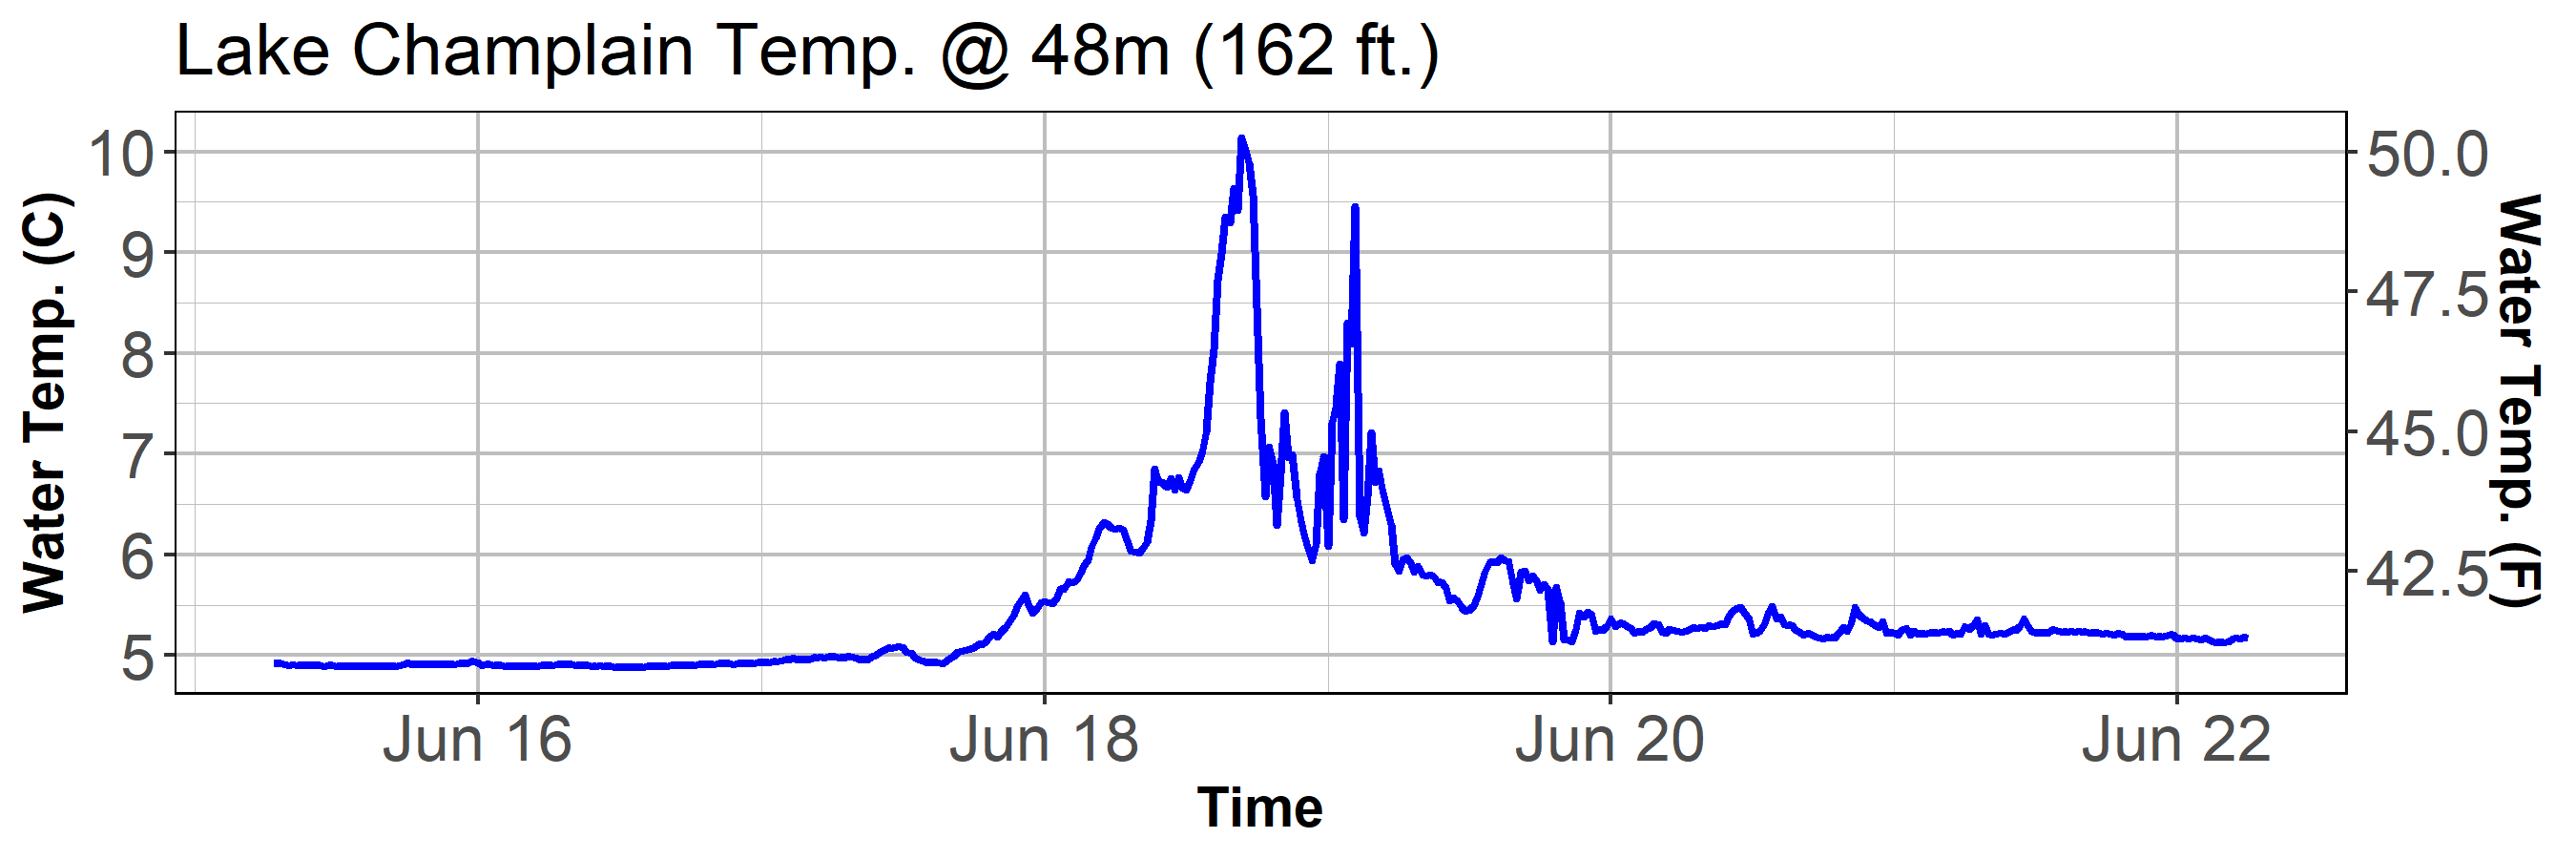 Lake Champlain Temp. @ 48m (162 ft.)
Water Temp. (C)
10
9
8
7
6
5
50.0
47.5
45.0
42.5
Water Temp. (F)
Jun 16
Jun 18
Jun 20
Jun 22
Time